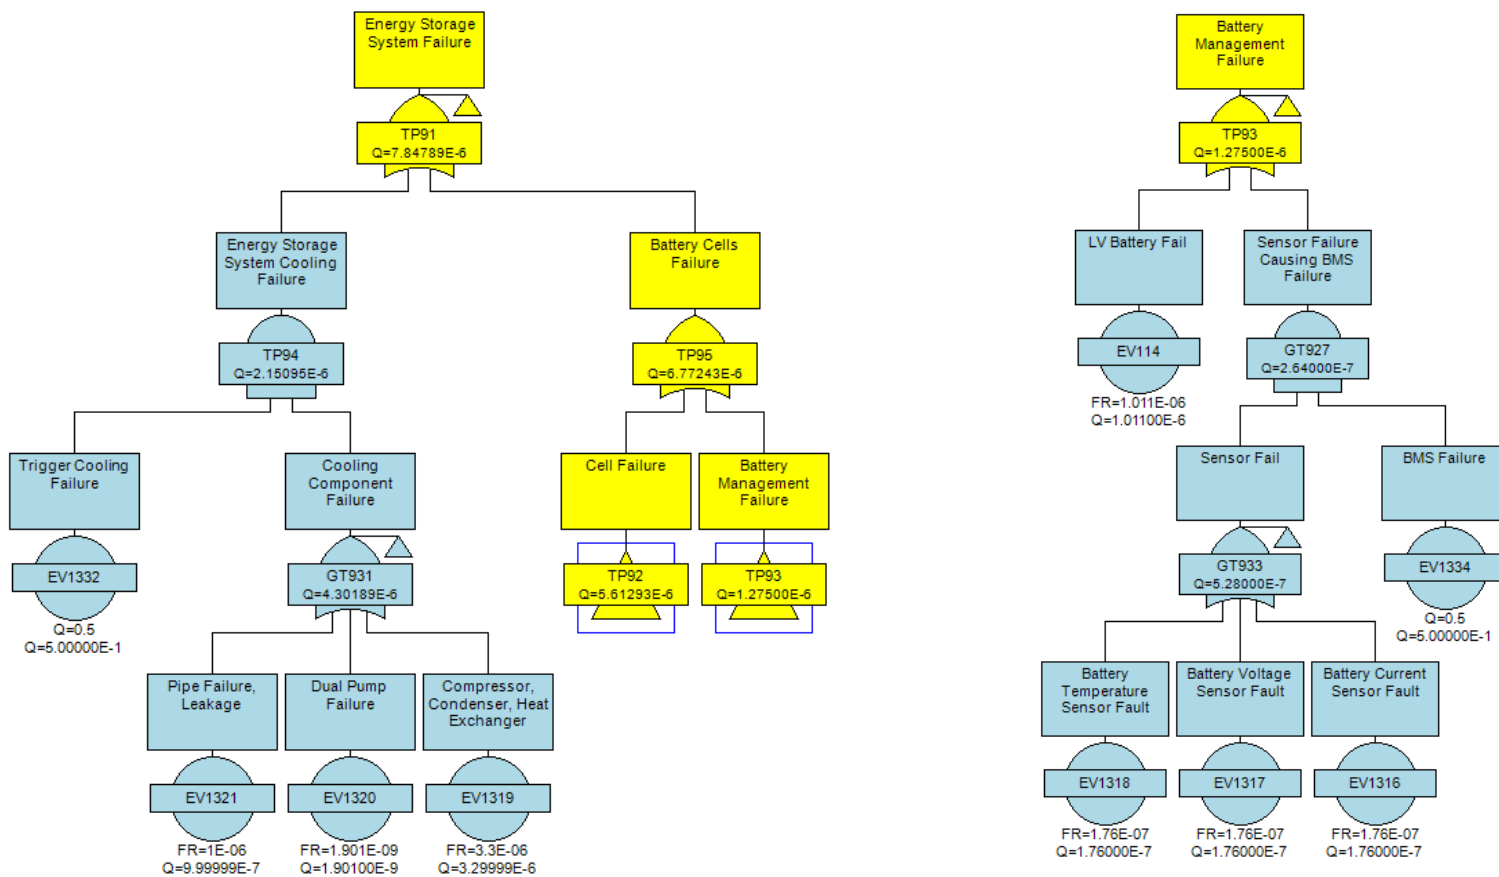 Energy Storage
System Failure
TP91
Q=7.84789E-6
Energy Storage
System Cooling
Failure
TP94
Q=2.15095E-6
Battery Cells
Failure
TP95
Q=6.77243E-6
Trigger Cooling
Failure
EV1332
Q=0.5
Q=5.00000E-1
Cooling
Component
Failure
GT931
Q=4.30189E-6
Cell Failure
TP92
Q=5.61293E-6
Battery
Management
Failure
TP93
Q=1.27500E-6
Pipe Failure,
Leakage
EV1321
FR=1E-06
Q=9.99999E-7
Dual Pump
Failure
EV1320
FR=1.901E-09
Q=1.90100E-9
Compressor,
Condenser, Heat
Exchanger
EV1319
FR=3.3E-06
Q=3.29999E-6
Battery
Management
Failure
TP93
Q=1.27500E-6
LV Battery Fail
EV114
FR=1.011E-06
Q=1.01100E-6
Sensor Failure
Causing BMS
Failure
GT927
Q=2.64000E-7
Sensor Fail
GT933
Q=5.28000E-7
BMS Failure
EV1334
Q=0.5
Q=5.00000E-1
Battery
Temperature
Sensor Fault
EV1318
FR=1.76E-07
Q=1.76000E-7
Battery Voltage
Sensor Fault
EV1317
FR=1.76E-07
Q=1.76000E-7
Battery Current
Sensor Fault
EV1316
FR=1.76E-07
Q=1.76000E-7